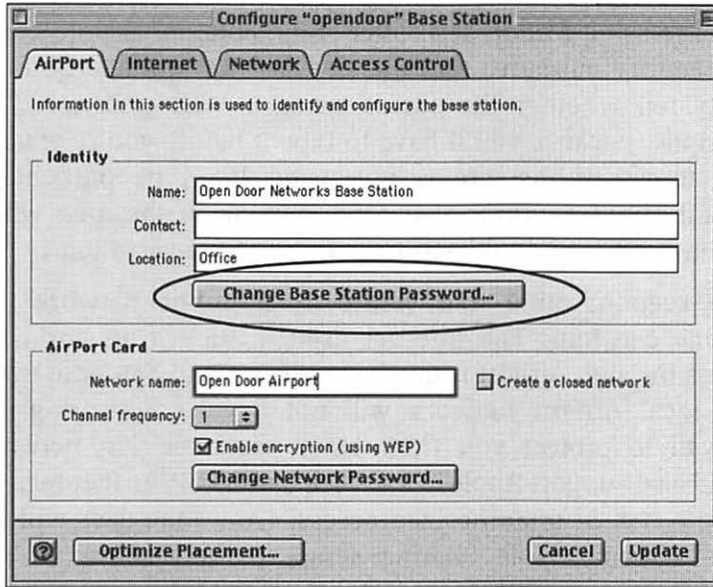 Configure “opendoor” Base Station
AirPort Internet Network Access Control
Information in this section is used to identify and configure the base station.
Identity
Name: Open Door Networks Base Station
Contact:
Location: Office
Change Base Station Password...
AirPort Card
Network name: Open Door Airport
Create a closed network
Channel frequency: 1
Enable encryption (using WEP)
Change Network Password...
? Optimize Placement... Cancel Update